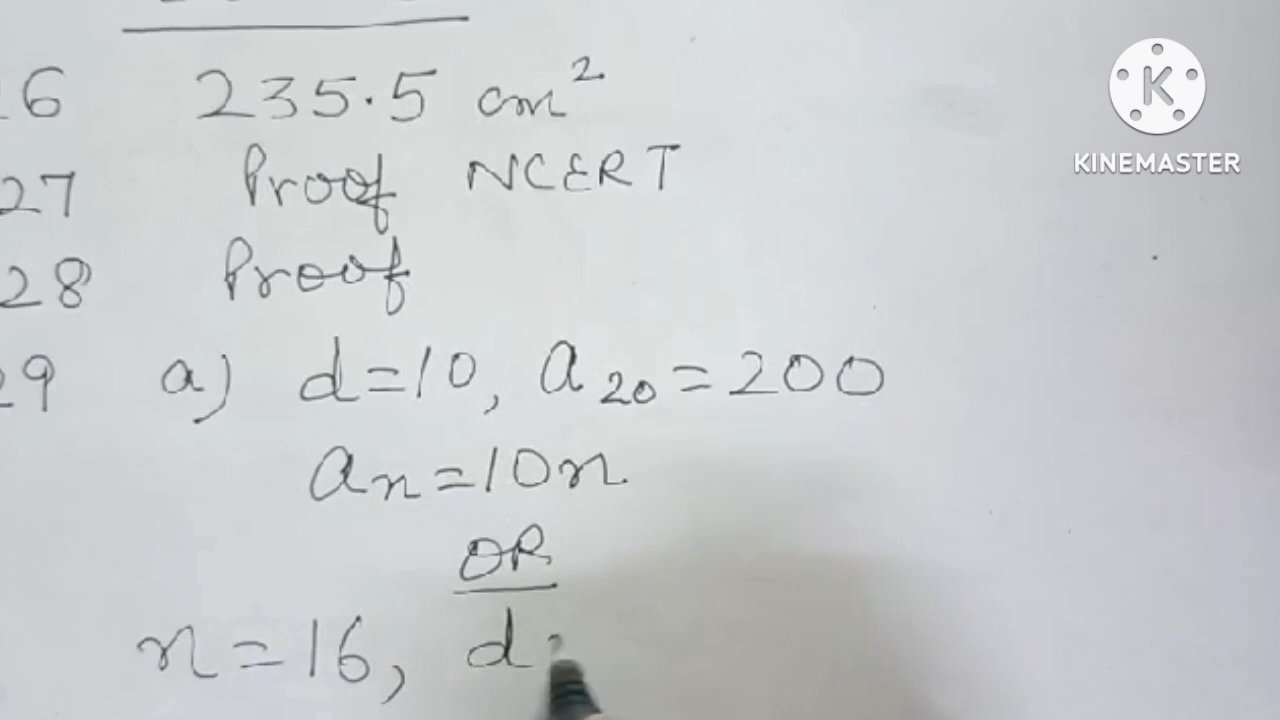 26 235.5 cm²
KINEMASTER
27 Proof NCERT
28 Proof
29 a) d=10, a₂₀=200
aₙ=10n
OR
n=16, d